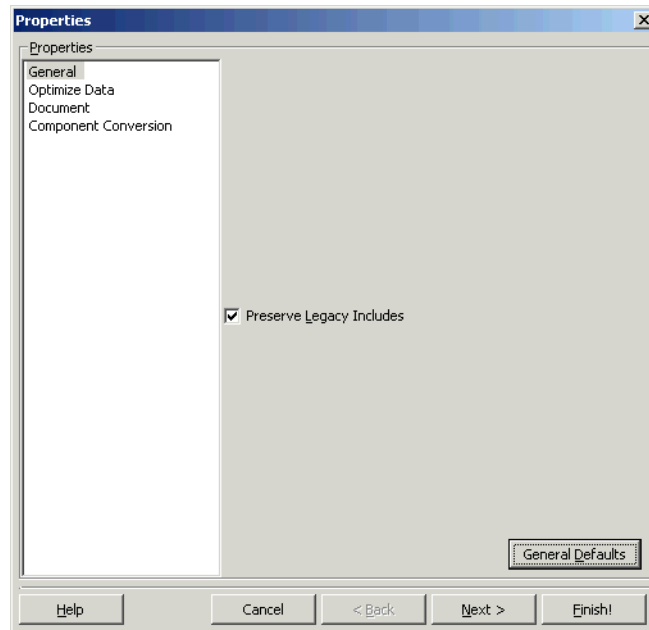 Properties
Properties
General
Optimize Data
Document
Component Conversion
Preserve Legacy Includes
General Defaults
Help
Cancel
< Back
Next >
Finish!